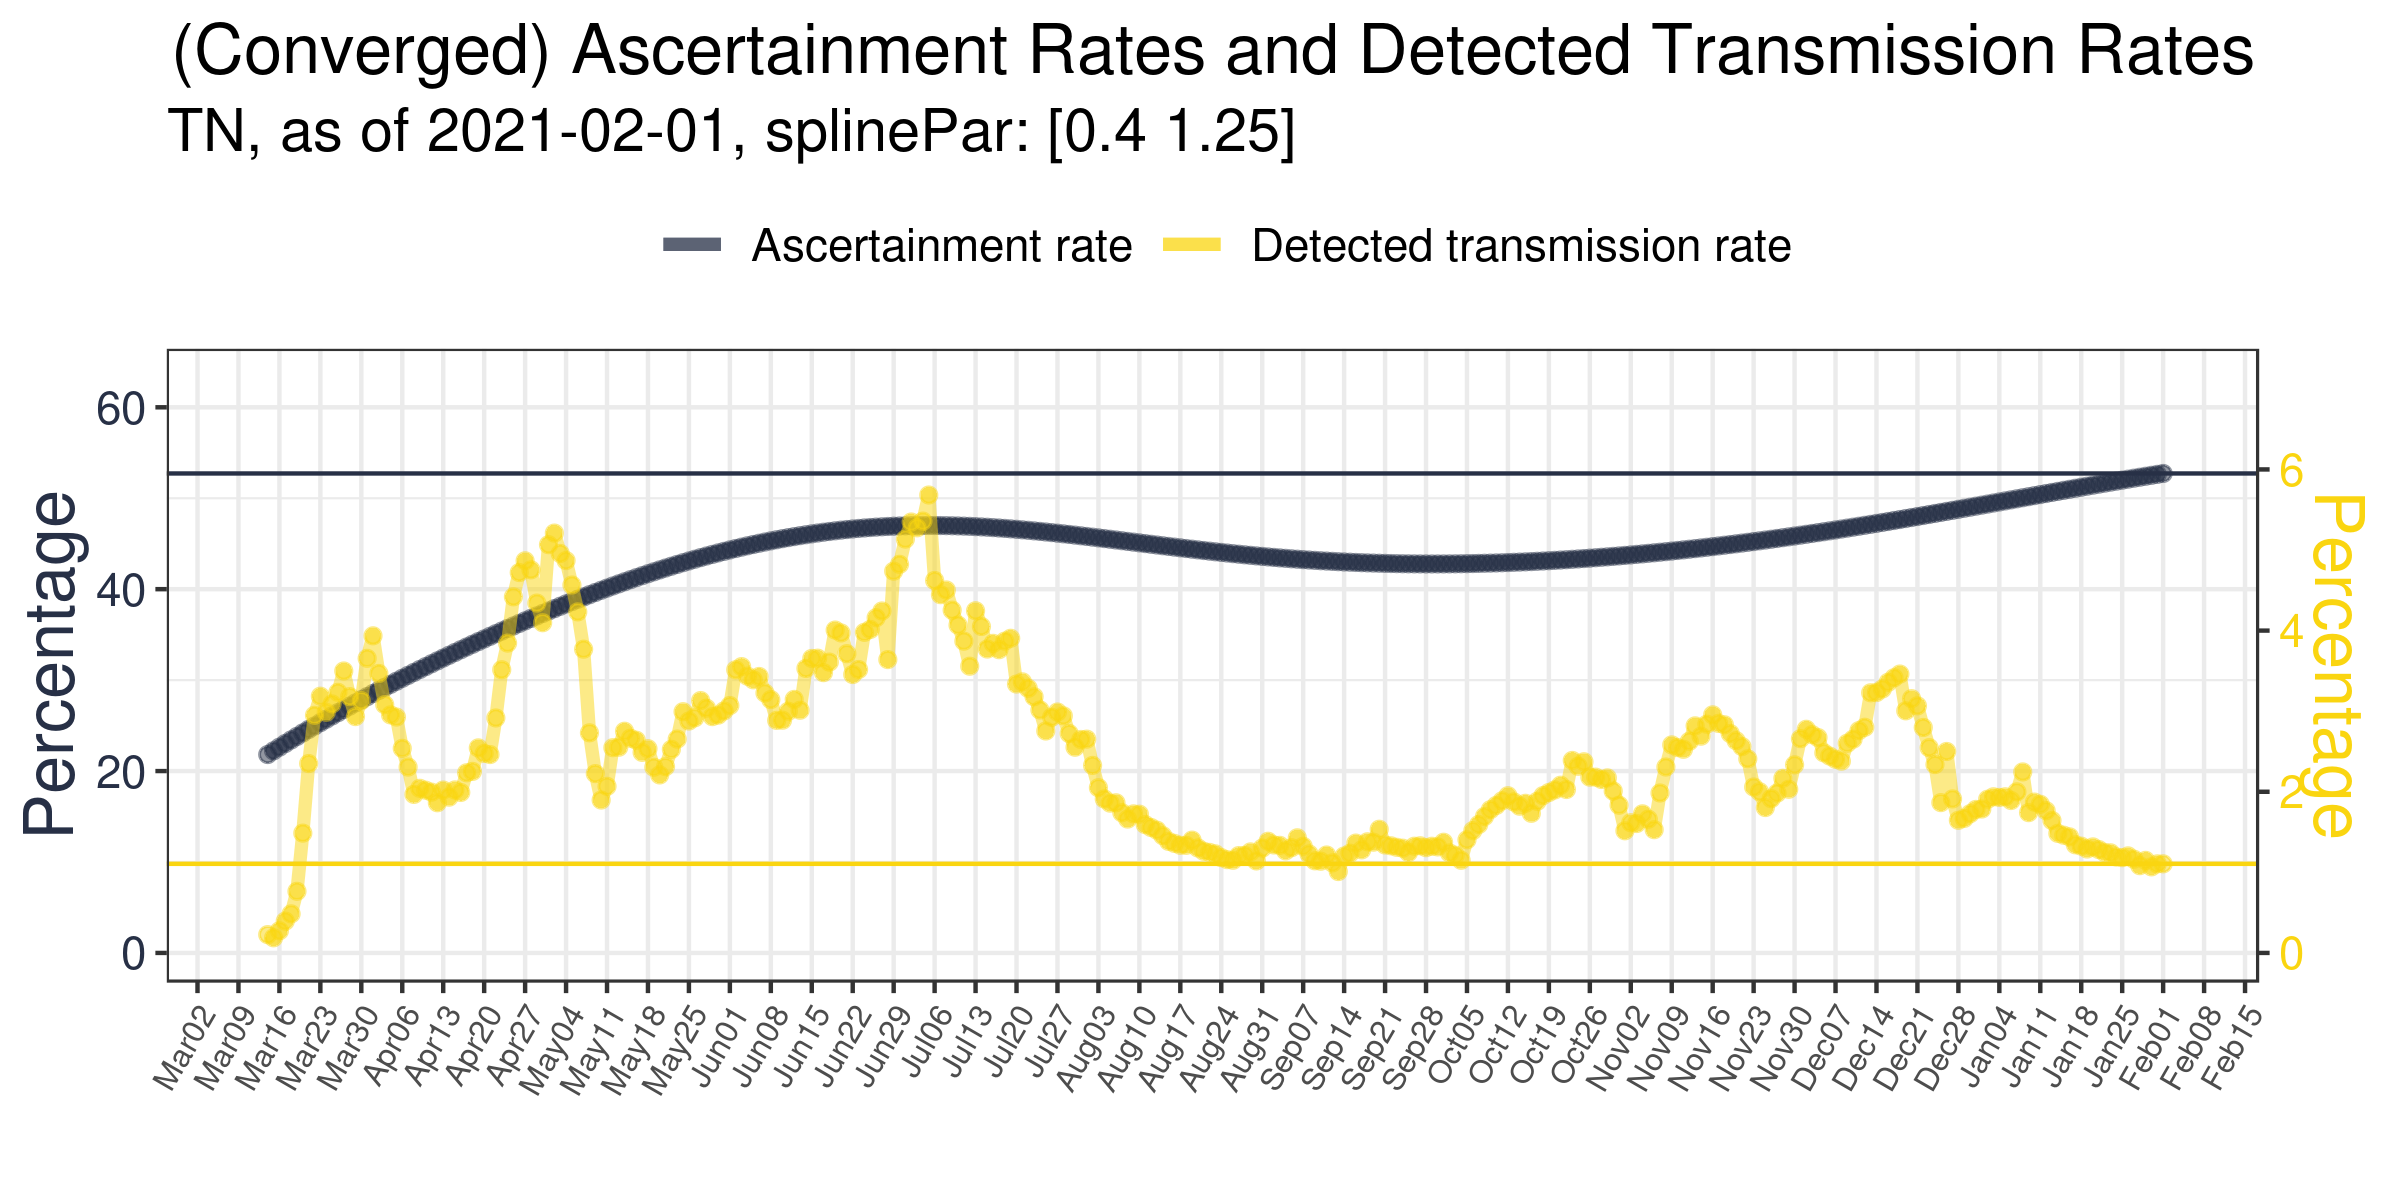 (Converged) Ascertainment Rates and Detected Transmission Rates
TN, as of 2021-02-01, splinePar: [0.4 1.25]
Ascertainment rate Detected transmission rate
Percentage
60
40
20
0
6
4
2
0
Percentage
Mar02 Mar09 Mar16 Mar23 Mar30 Apr06 Apr13 Apr20 Apr27 May04 May11 May18 May25 Jun01 Jun08 Jun15 Jun22 Jun29 Jul06 Jul13 Jul20 Jul27 Aug03 Aug10 Aug17 Aug24 Aug31 Sep07 Sep14 Sep21 Sep28 Oct05 Oct12 Oct19 Oct26 Nov02 Nov09 Nov16 Nov23 Nov30 Dec07 Dec14 Dec21 Dec28 Jan04 Jan11 Jan18 Jan25 Feb01 Feb08 Feb15